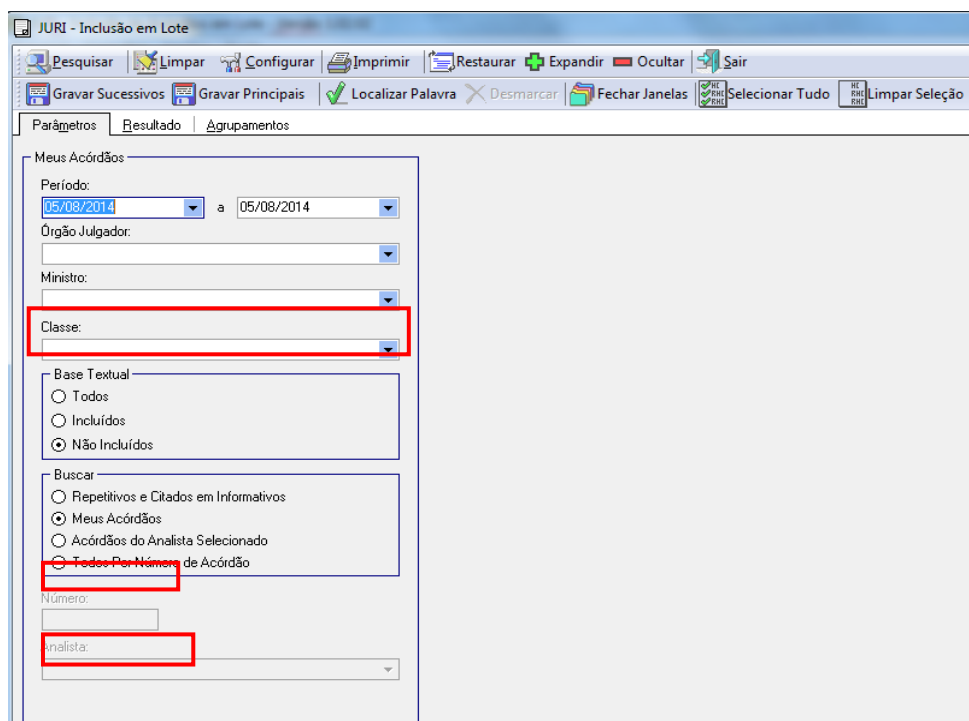 JURI - Inclusão em Lote
Pesquisar Limpar Configurar Imprimir Restaurar Expandir Ocultar Sair
Gravar Sucessivos Gravar Principais Localizar Palavra Desmarcar Fechar Janelas Selecionar Tudo Limpar Seleção
Parâmetros Resultado Agrupamentos
Meus Acórdãos
Período:
05/08/2014 a 05/08/2014
Órgão Julgador:
Ministro:
Classe:
Base Textual
Todos
Incluídos
Não Incluídos
Buscar
Repetitivos e Citados em Informativos
Meus Acórdãos
Acórdãos do Analista Selecionado
Todos Por Número de Acórdão
Número:
Analista: